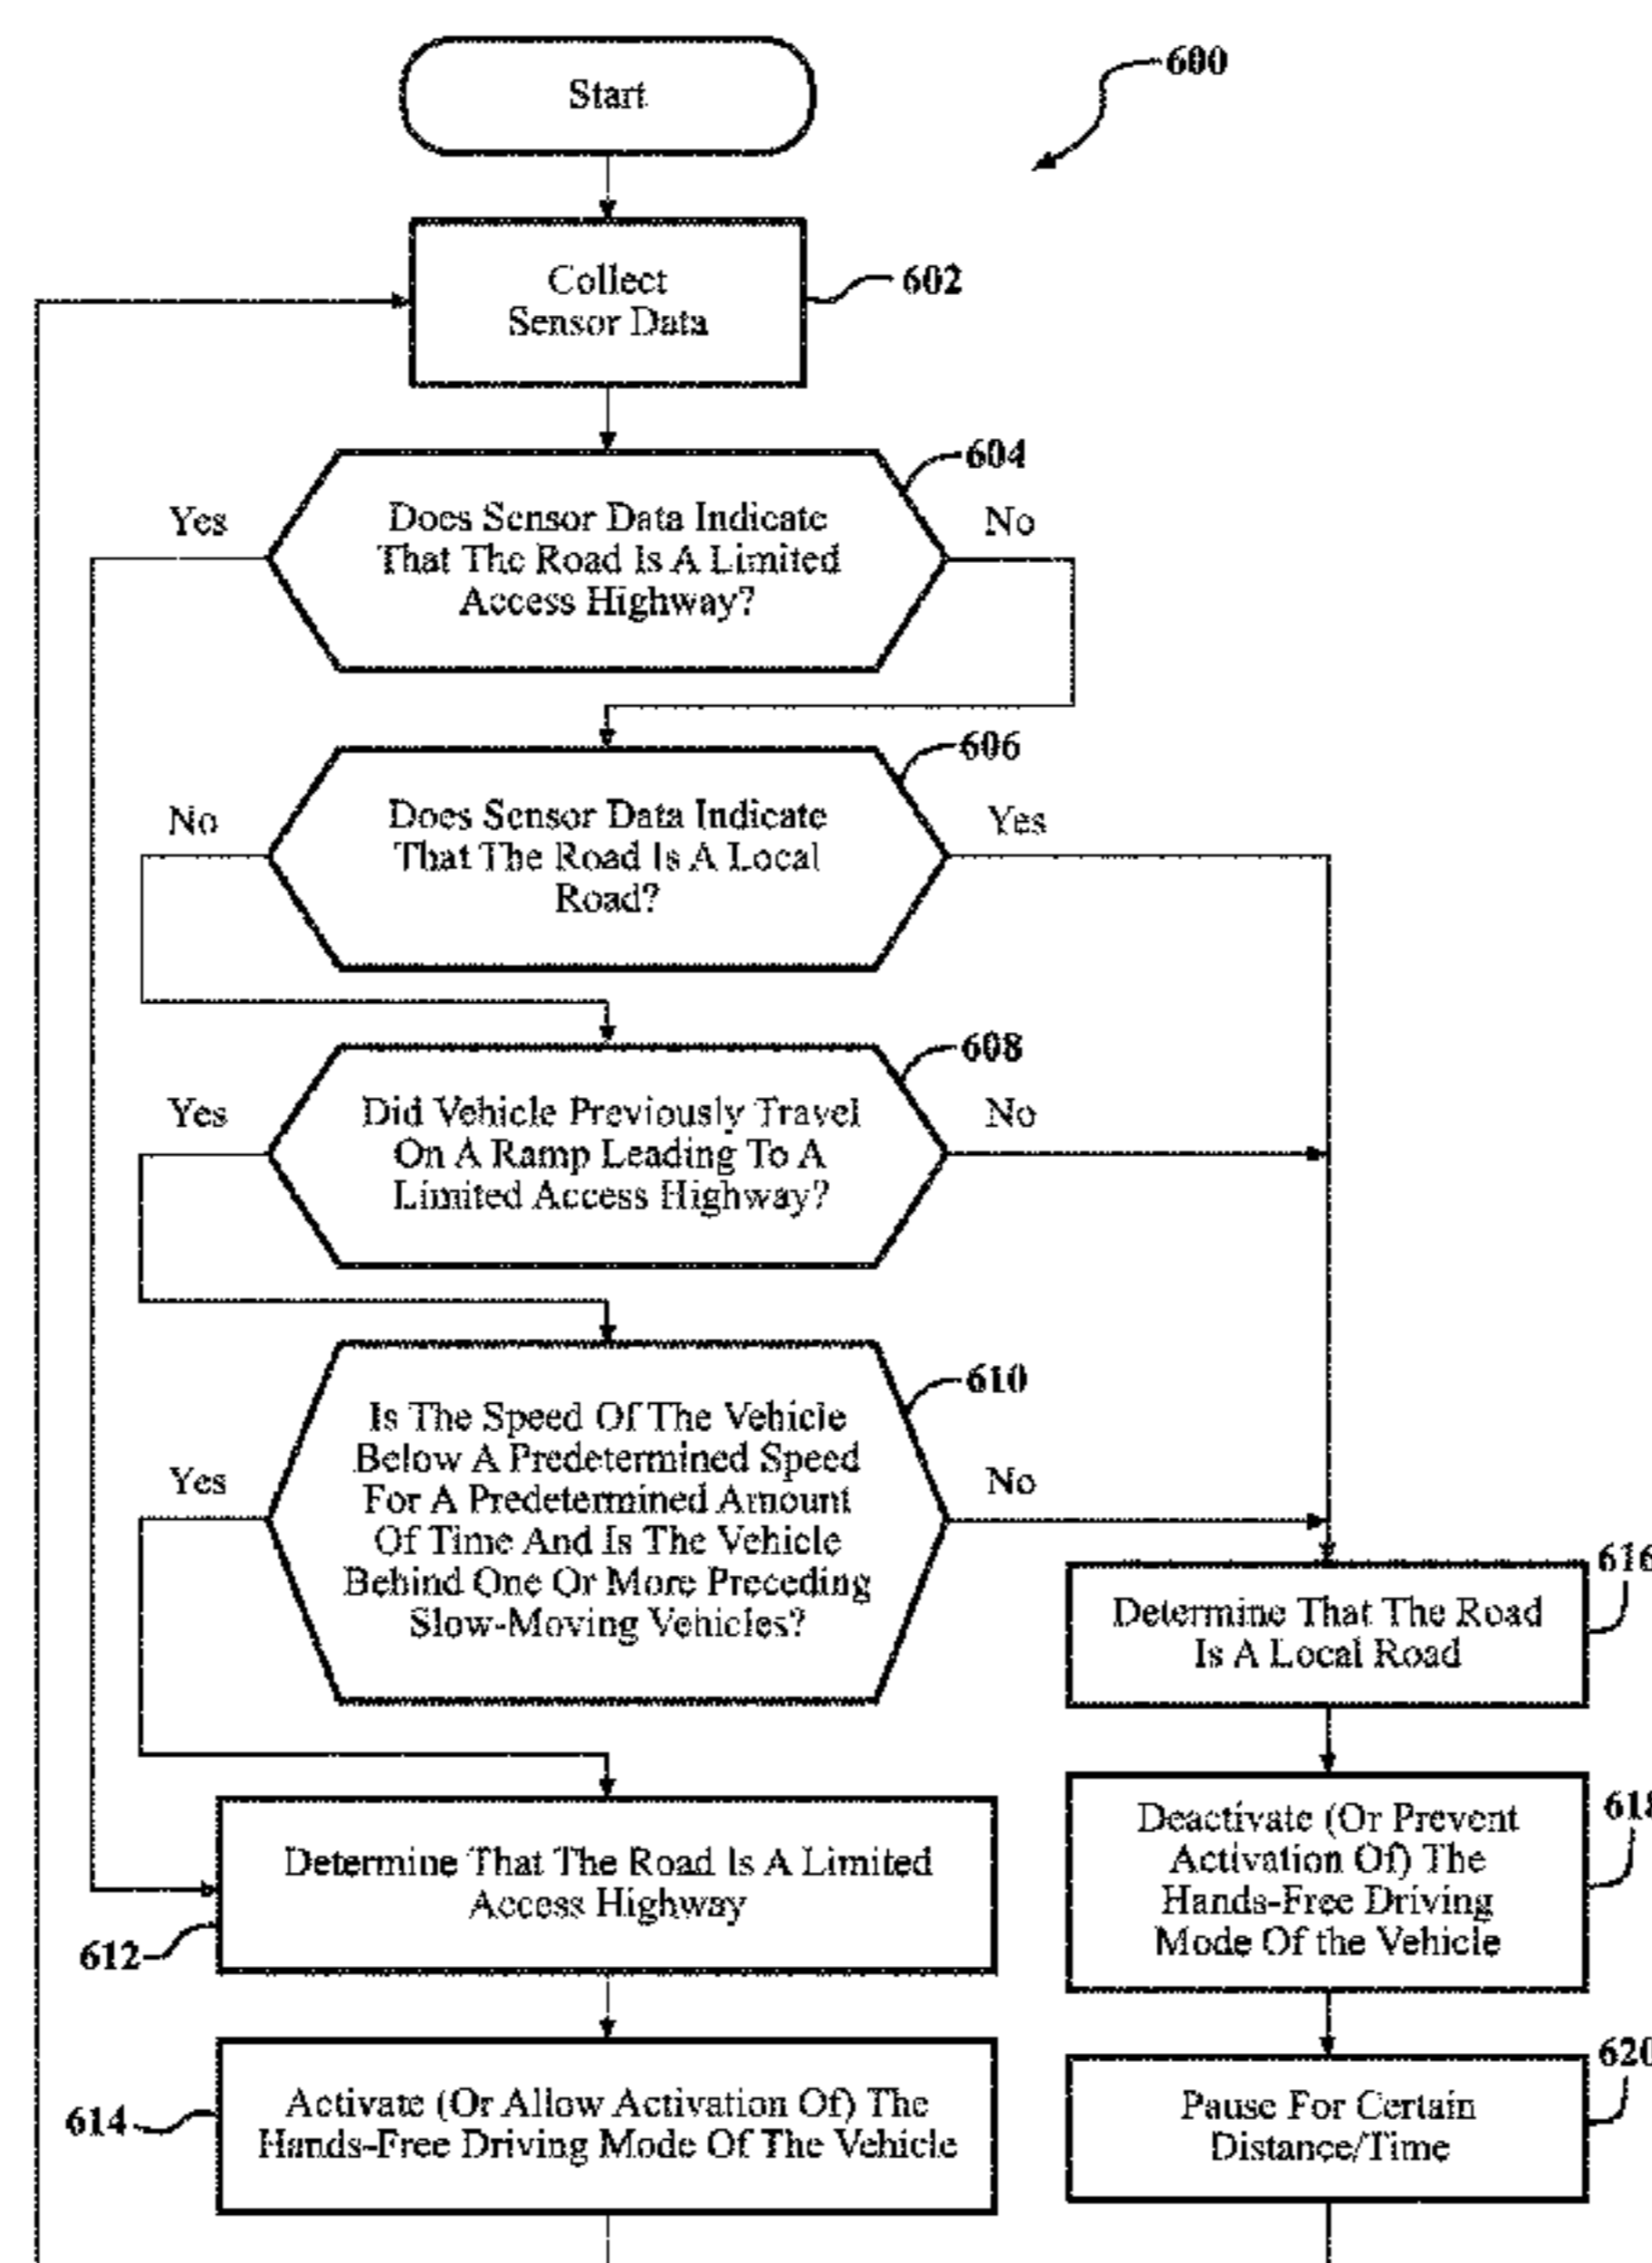 Start
600
Collect
Sensor Data
602
604
Yes
Does Sensor Data Indicate
That The Road Is A Limited
Access Highway?
No
606
No
Does Sensor Data Indicate
That The Road Is A Local
Road?
Yes
608
Yes
Did Vehicle Previously Travel
On A Ramp Leading To A
Limited Access Highway?
No
610
Yes
Is The Speed Of The Vehicle
Below A Predetermined Speed
For A Predetermined Amount
Of Time And Is The Vehicle
Behind One Or More Preceding
Slow-Moving Vehicles?
No
616
Determine That The Road
Is A Local Road
618
Deactivate (Or Prevent
Activation Of) The
Hands-Free Driving
Mode Of the Vehicle
Determine That The Road Is A Limited
Access Highway
612
620
Pause For Certain
Distance/Time
614
Activate (Or Allow Activation Of) The
Hands-Free Driving Mode Of The Vehicle